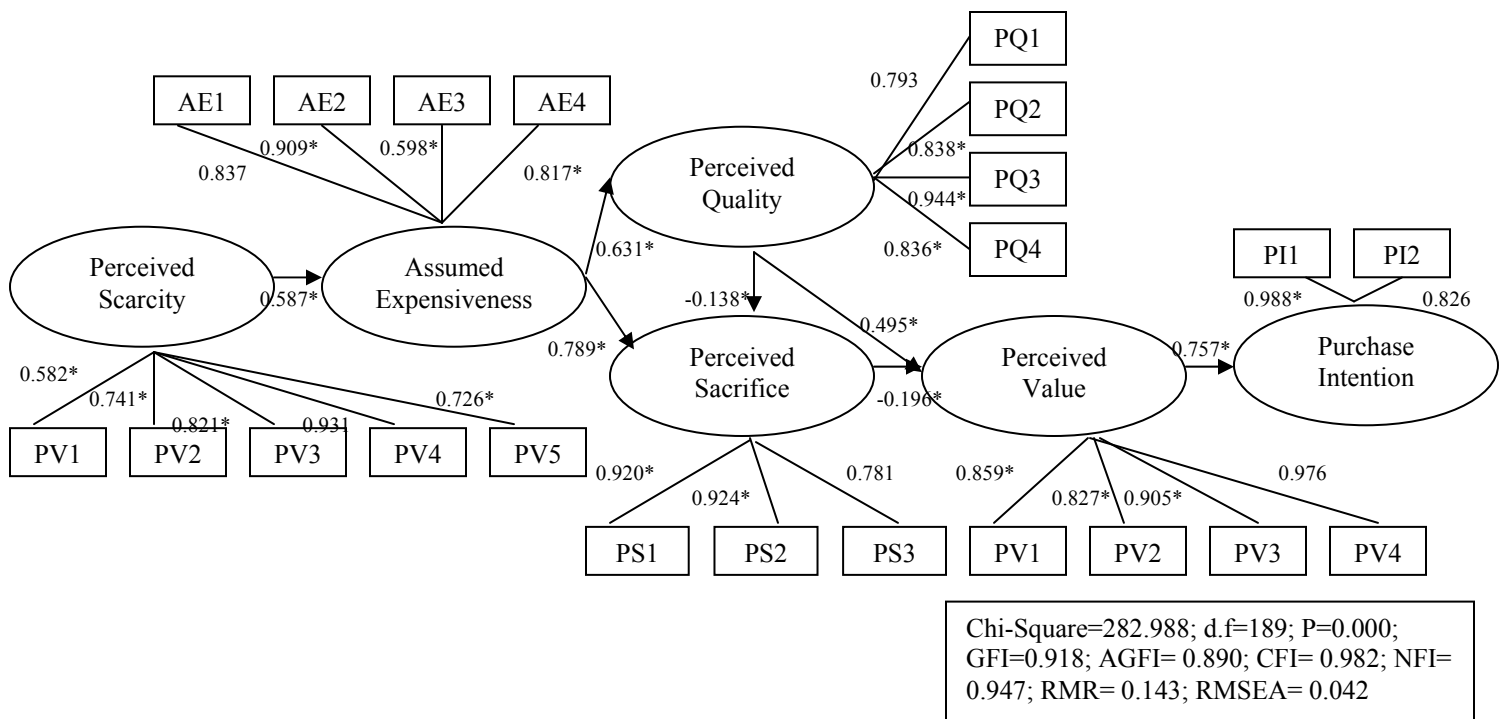 PQ1
0.793
AE1
AE2
AE3
AE4
PQ2
0.909*
0.598*
0.838*
0.837
0.817*
Perceived
Quality
PQ3
0.944*
PQ4
0.631*
0.836*
Perceived
Scarcity
Assumed
Expensiveness
PI1
PI2
0.587*
-0.138*
0.988*
0.826
0.495*
0.789*
Perceived
Sacrifice
Perceived
Value
0.757*
Purchase
Intention
0.582*
0.741*
0.726*
-0.196*
0.821*
0.931
PV1
PV2
PV3
PV4
PV5
0.920*
0.781
0.859*
0.976
0.924*
0.827*
0.905*
PS1
PS2
PS3
PV1
PV2
PV3
PV4
Chi-Square=282.988; d.f=189; P=0.000;
GFI=0.918; AGFI= 0.890; CFI= 0.982; NFI=
0.947; RMR= 0.143; RMSEA= 0.042